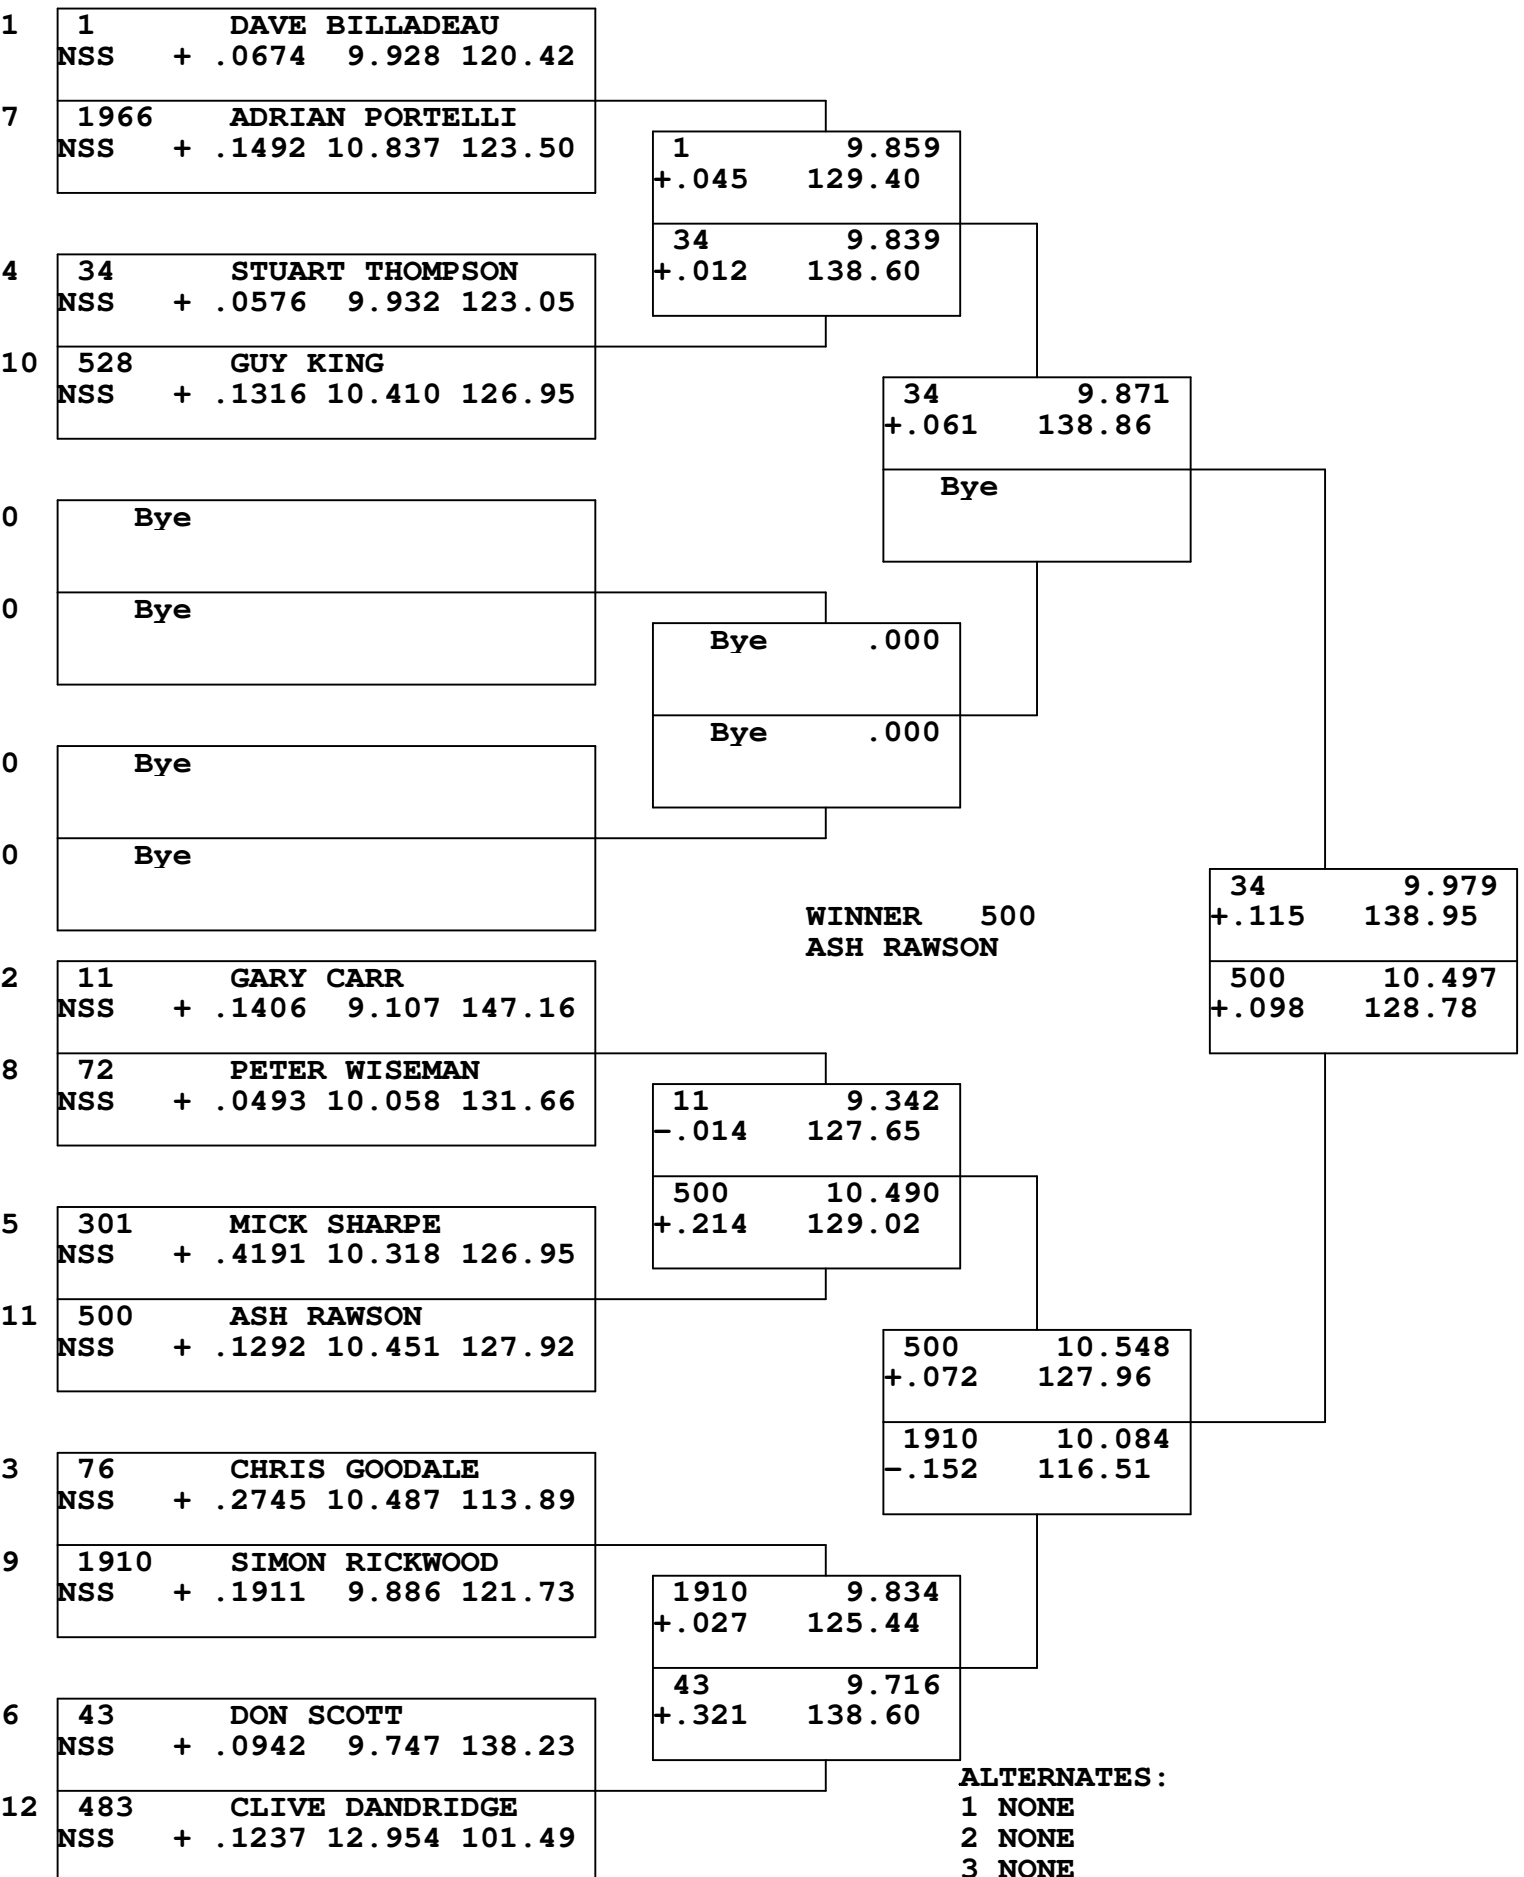 1 1 DAVE BILLADEAU
NSS + .0674 9.928 120.42
7 1966 ADRIAN PORTELLI
NSS + .1492 10.837 123.50
1 9.859
+.045 129.40
34 9.839
+.012 138.60
4 34 STUART THOMPSON
NSS + .0576 9.932 123.05
10 528 GUY KING
NSS + .1316 10.410 126.95
34 9.871
+.061 138.86
Bye
0 Bye
0 Bye
Bye .000
Bye .000
0 Bye
0 Bye
WINNER 500
ASH RAWSON
34 9.979
+.115 138.95
500 10.497
+.098 128.78
2 11 GARY CARR
NSS + .1406 9.107 147.16
8 72 PETER WISEMAN
NSS + .0493 10.058 131.66
11 9.342
-.014 127.65
500 10.490
+.214 129.02
5 301 MICK SHARPE
NSS + .4191 10.318 126.95
11 500 ASH RAWSON
NSS + .1292 10.451 127.92
500 10.548
+.072 127.96
1910 10.084
-.152 116.51
3 76 CHRIS GOODALE
NSS + .2745 10.487 113.89
9 1910 SIMON RICKWOOD
NSS + .1911 9.886 121.73
1910 9.834
+.027 125.44
43 9.716
+.321 138.60
6 43 DON SCOTT
NSS + .0942 9.747 138.23
12 483 CLIVE DANDRIDGE
NSS + .1237 12.954 101.49
ALTERNATES:
1 NONE
2 NONE
3 NONE